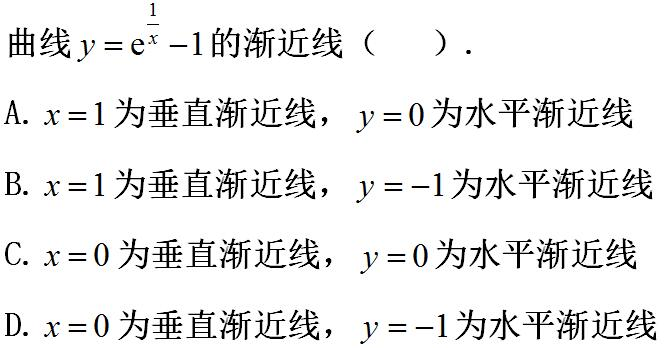 曲线 $y=\mathrm{e}^{\frac{1}{x}}-1$ 的渐近线（　　）.
A. $x=1$ 为垂直渐近线， $y=0$ 为水平渐近线
B. $x=1$ 为垂直渐近线， $y=-1$ 为水平渐近线
C. $x=0$ 为垂直渐近线， $y=0$ 为水平渐近线
D. $x=0$ 为垂直渐近线， $y=-1$ 为水平渐近线